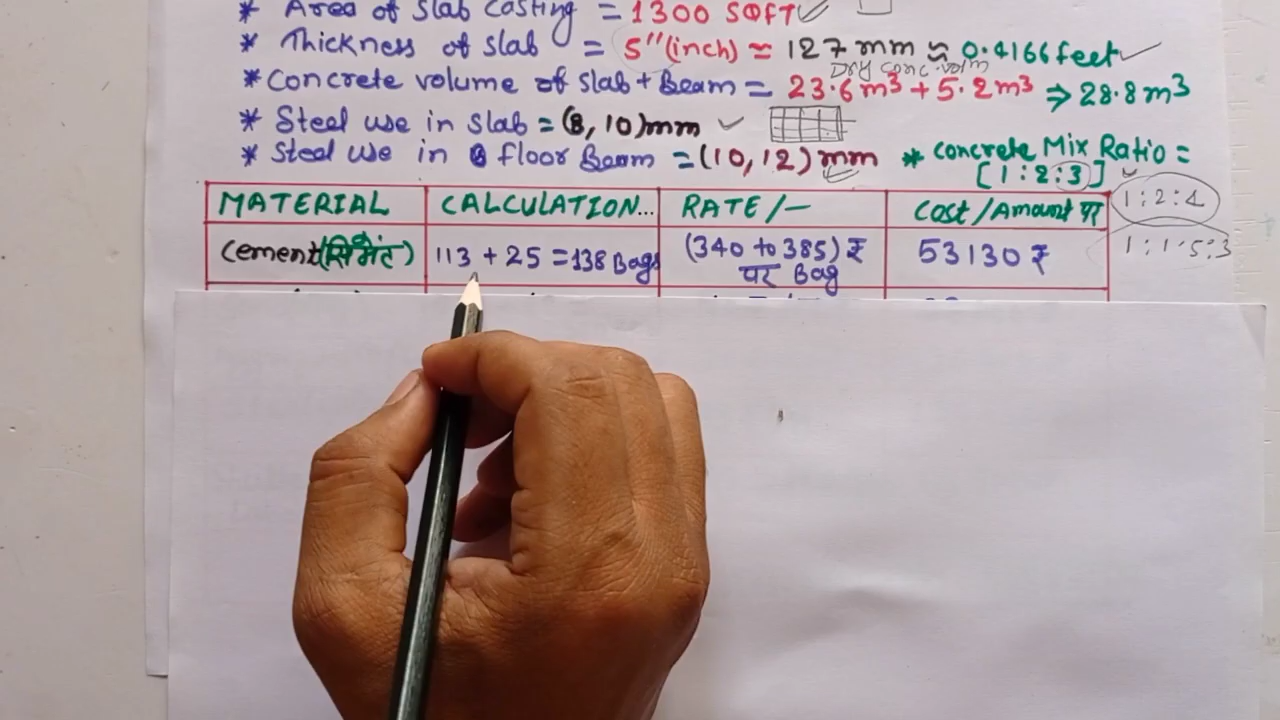 * Area of slab casting = 1300 SQFT
* Thickness of slab = 5"(inch) ≈ 127 mm ≈ 0.4166 feet
Dry conc. volm
* Concrete volume of slab + Beam = 23.6 m³ + 5.2 m³ ⇒ 28.8 m³
* Steel use in slab = (8, 10) mm
* Steel use in floor Beam = (10, 12) mm
* Concrete Mix Ratio =
[1:2:3]
1:2:4
1:1.5:3
MATERIAL CALCULATION... RATE/- Cost/Amount
Cement 113 + 25 = 138 Bags (340 to 385) ₹ 53130 ₹
पर Bag